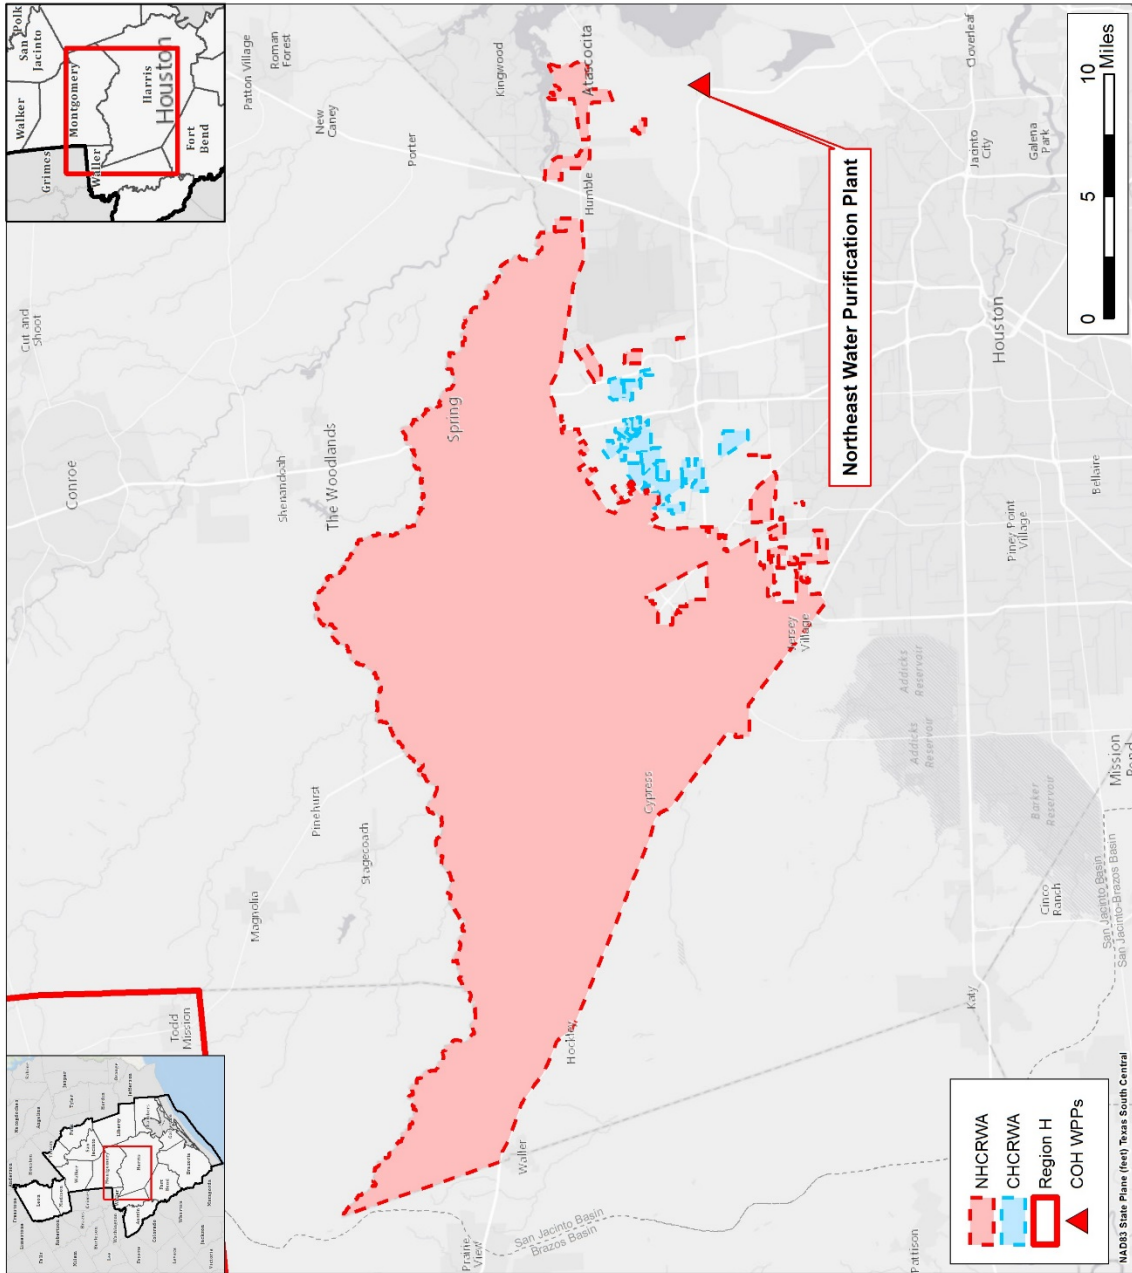 Walker
San
Jacinto
Polk
Grimes
Montgomery
Waller
Harris
Houston
Fort
Bend
Cut and
Shoot
Conroe
Patton Village
Roman
Forest
New
Caney
Porter
Kingwood
Shenandoah
The Woodlands
Todd
Mission
Magnolia
Pinehurst
Stagecoach
Spring
Humble
Atascocita
Prairie
View
Waller
Hockley
Cypress
Jersey
Village
San Jacinto Basin
Brazos Basin
Northeast Water Purification Plant
Pattison
Katy
Cinco
Ranch
Addicks
Reservoir
Addicks
Reservoir
Barker
Reservoir
San Jacinto Basin
San Jacinto-Brazos Basin
Mission
Bend
Piney Point
Village
Bellaire
Houston
Jacinto
City
Galena
Park
Cloverleaf
NHCRWA
CHCRWA
Region H
COH WPPs
0 5 10
Miles
NAD83 State Plane (feet) Texas South Central